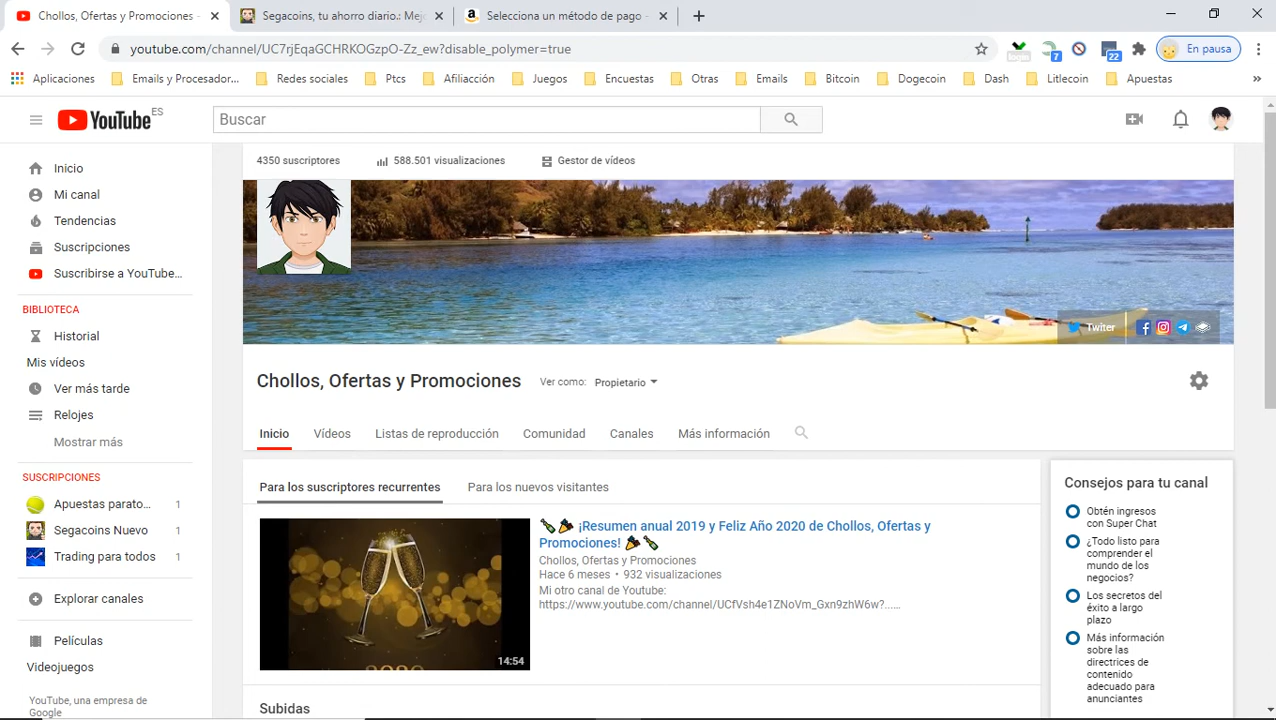 Chollos, Ofertas y Promociones -
Segacoins, tu ahorro diario.: Mej
Selecciona un método de pago -
youtube.com/channel/UC7rjEqaGCHRKOGzpO-Zz_ew?disable_polymer=true
7
22
En pausa
Aplicaciones
Emails y Procesador...
Redes sociales
Ptcs
Afiliacción
Juegos
Encuestas
Otras
Emails
Bitcoin
Dogecoin
Dash
Litlecoin
Apuestas
»
YouTube ES
Buscar
Inicio
Mi canal
Tendencias
Suscripciones
Suscribirse a YouTube...
BIBLIOTECA
Historial
Mis vídeos
Ver más tarde
Relojes
Mostrar más
SUSCRIPCIONES
Apuestas parato... 1
Segacoins Nuevo 1
Trading para todos 1
Explorar canales
Películas
Videojuegos
YouTube, una empresa de
Google
4350 suscriptores
588.501 visualizaciones
Gestor de vídeos
Twiter
Chollos, Ofertas y Promociones
Ver como: Propietario
Inicio
Vídeos
Listas de reproducción
Comunidad
Canales
Más información
Para los suscriptores recurrentes
Para los nuevos visitantes
2020
14:54
¡Resumen anual 2019 y Feliz Año 2020 de Chollos, Ofertas y
Promociones!
Chollos, Ofertas y Promociones
Hace 6 meses • 932 visualizaciones
Mi otro canal de Youtube:
https://www.youtube.com/channel/UCfVsh4e1ZNoVm_Gxn9zhW6w?......
Subidas
Consejos para tu canal
Obtén ingresos
con Super Chat
¿Todo listo para
comprender el
mundo de los
negocios?
Los secretos del
éxito a largo
plazo
Más información
sobre las
directrices de
contenido
adecuado para
anunciantes